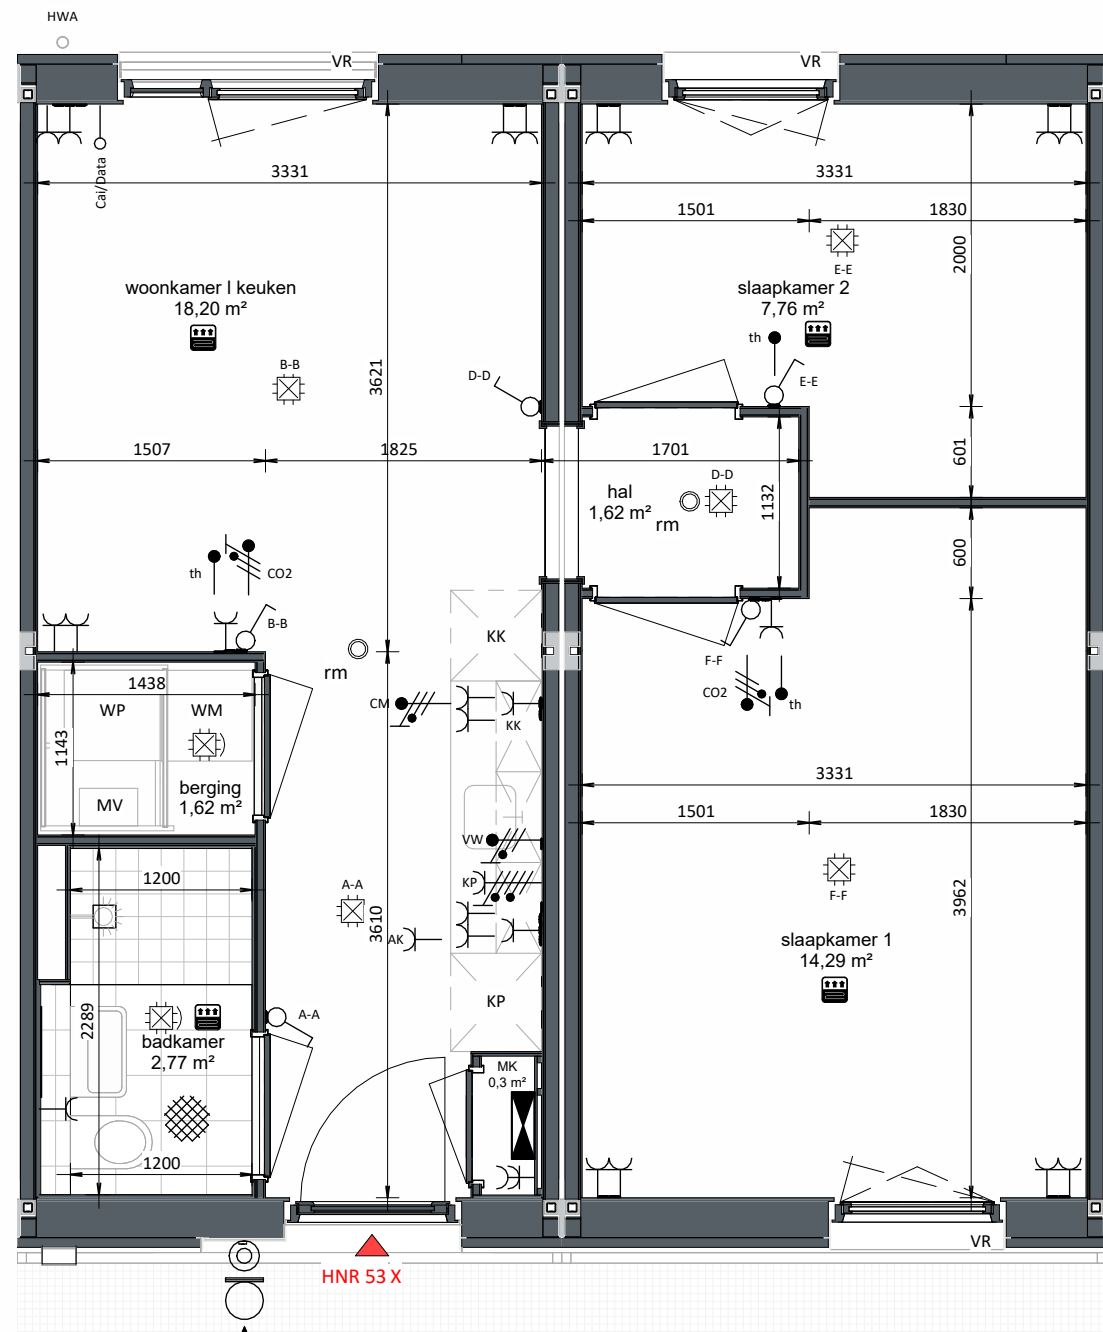 HWA
VR
VR
Cai/Data
3331
3331
1501
1830
2000
E-E
woonkamer I keuken
18,20 m²
slaapkamer 2
7,76 m²
th
B-B
D-D
E-E
3621
1507
1825
1701
601
D-D
hal
1,62 m²
rm
1132
600
th
CO2
B-B
KK
rm
F-F
CO2
th
1438
WP
WM
CM
KK
1143
berging
1,62 m²
MV
3331
1501
1830
VW
1200
A-A
KP
3610
AK
F-F
3962
slaapkamer 1
14,29 m²
KP
2289
A-A
badkamer
2,77 m²
MK
0,3 m²
1200
VR
HNR 53 X